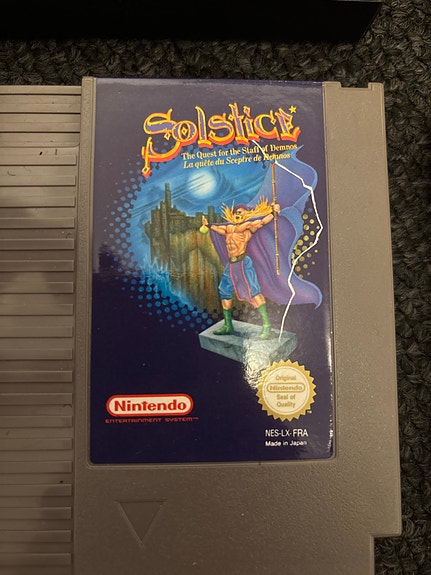 Solstice
The Quest for the Staff of Demnos
La quête du Sceptre de Demnos
Nintendo
ENTERTAINMENT SYSTEM™
Original
Nintendo
Seal of
Quality
NES-LX-FRA
Made in Japan